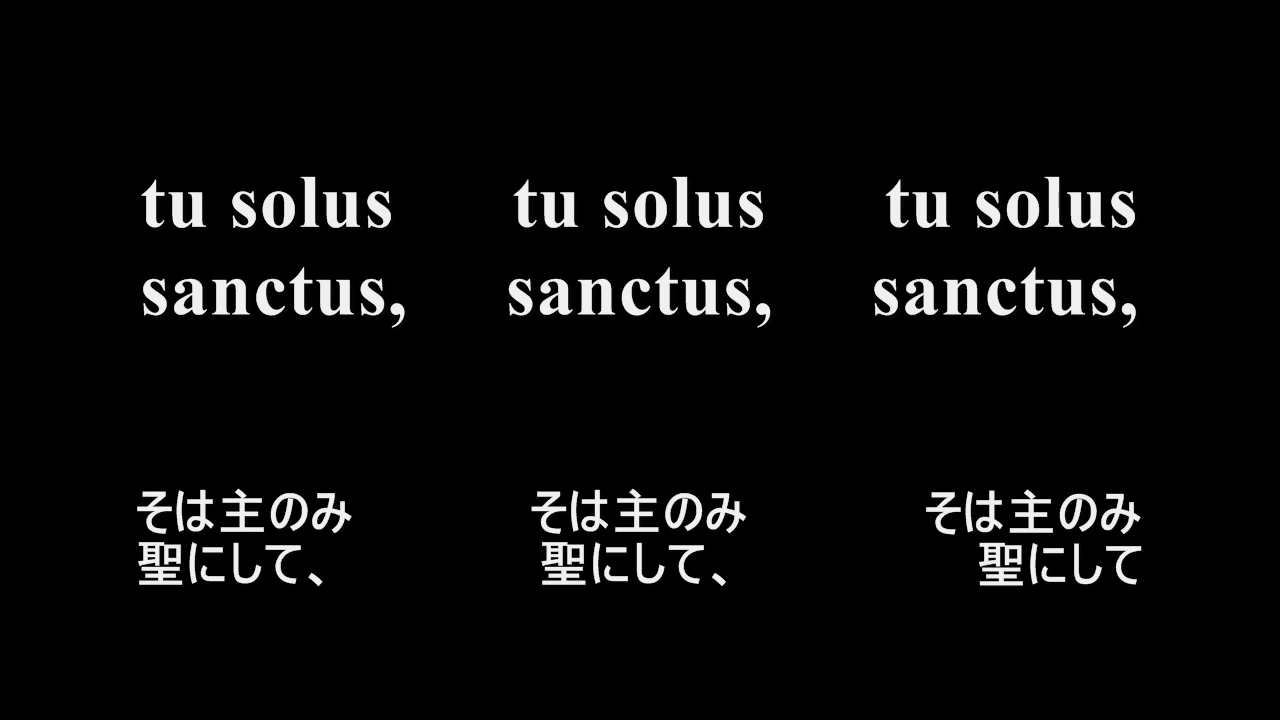 tu solus
sanctus,
tu solus
sanctus,
tu solus
sanctus,
そは主のみ
聖にして、
そは主のみ
聖にして、
そは主のみ
聖にして